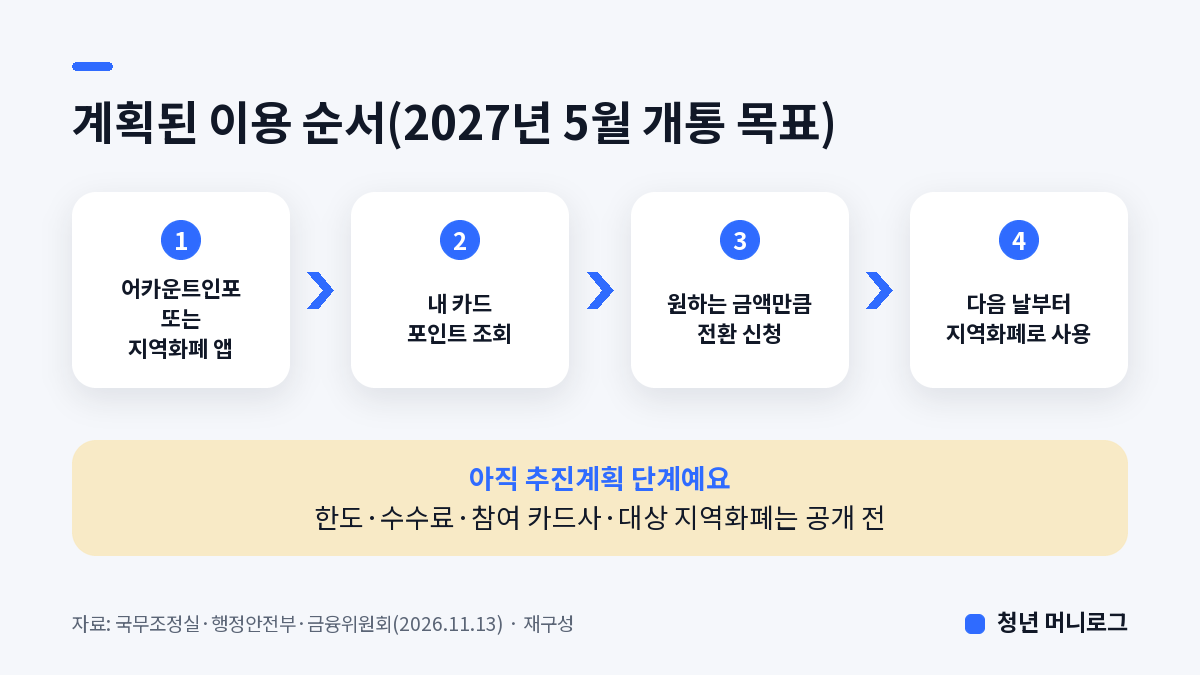 계획된 이용 순서(2027년 5월 개통 목표)
1
어카운트인포
또는
지역화폐 앱
2
내 카드
포인트 조회
3
원하는 금액만큼
전환 신청
4
다음 날부터
지역화폐로 사용
아직 추진계획 단계예요
한도·수수료·참여 카드사·대상 지역화폐는 공개 전
자료: 국무조정실·행정안전부·금융위원회(2026.11.13) · 재구성
청년 머니로그